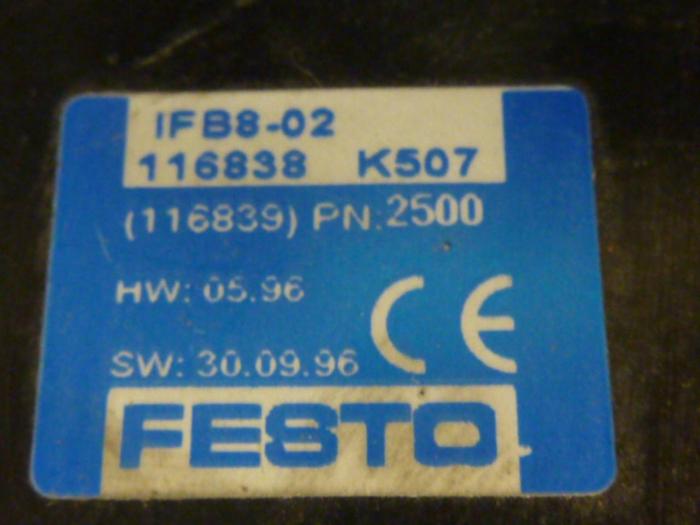 IFB8-02
116838 K507
(116839) PN:2500
HW: 05.96
CE
SW: 30.09.96
FESTO